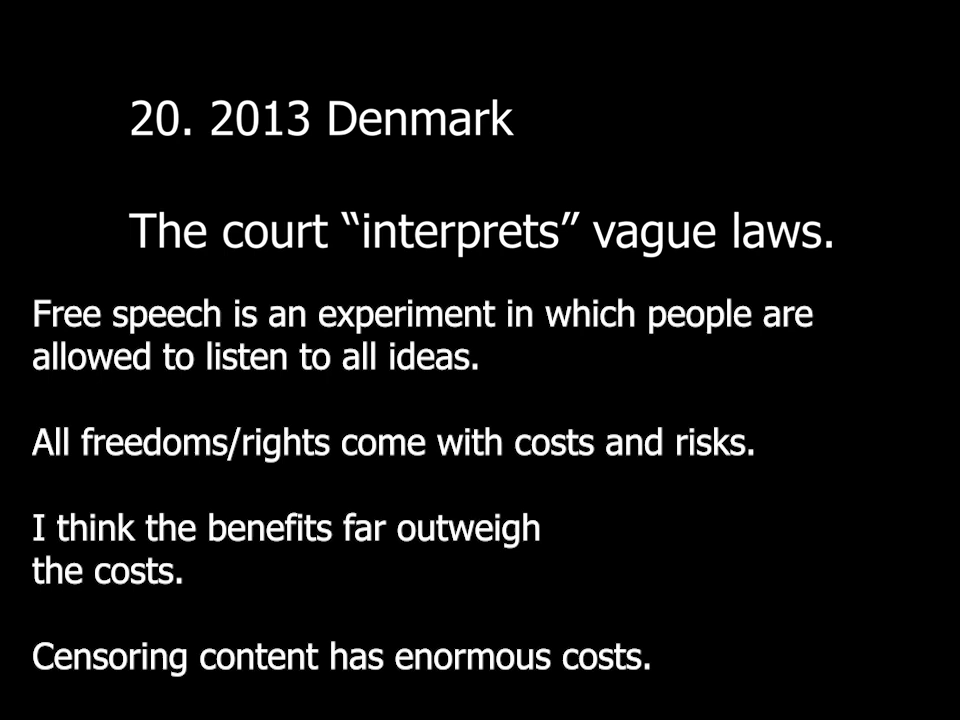 20. 2013 Denmark
The court “interprets” vague laws.
Free speech is an experiment in which people are
allowed to listen to all ideas.
All freedoms/rights come with costs and risks.
I think the benefits far outweigh
the costs.
Censoring content has enormous costs.